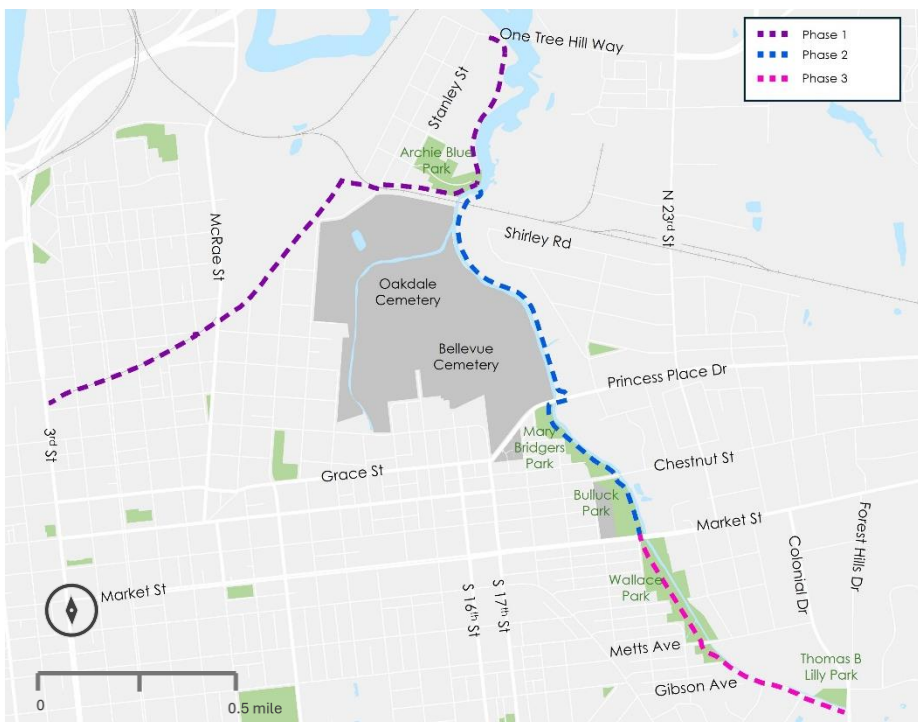 One Tree Hill Way
Phase 1
Phase 2
Phase 3
Stanley St
Archie Blue
Park
McRae St
N 23rd St
Shirley Rd
Oakdale
Cemetery
Bellevue
Cemetery
Princess Place Dr
3rd St
Mary
Bridgers
Park
Grace St
Chestnut St
Bulluck
Park
Market St
Forest Hills Dr
Colonial Dr
Market St
S 16th St
S 17th St
Wallace
Park
Metts Ave
Thomas B
Lilly Park
Gibson Ave
0
0.5 mile